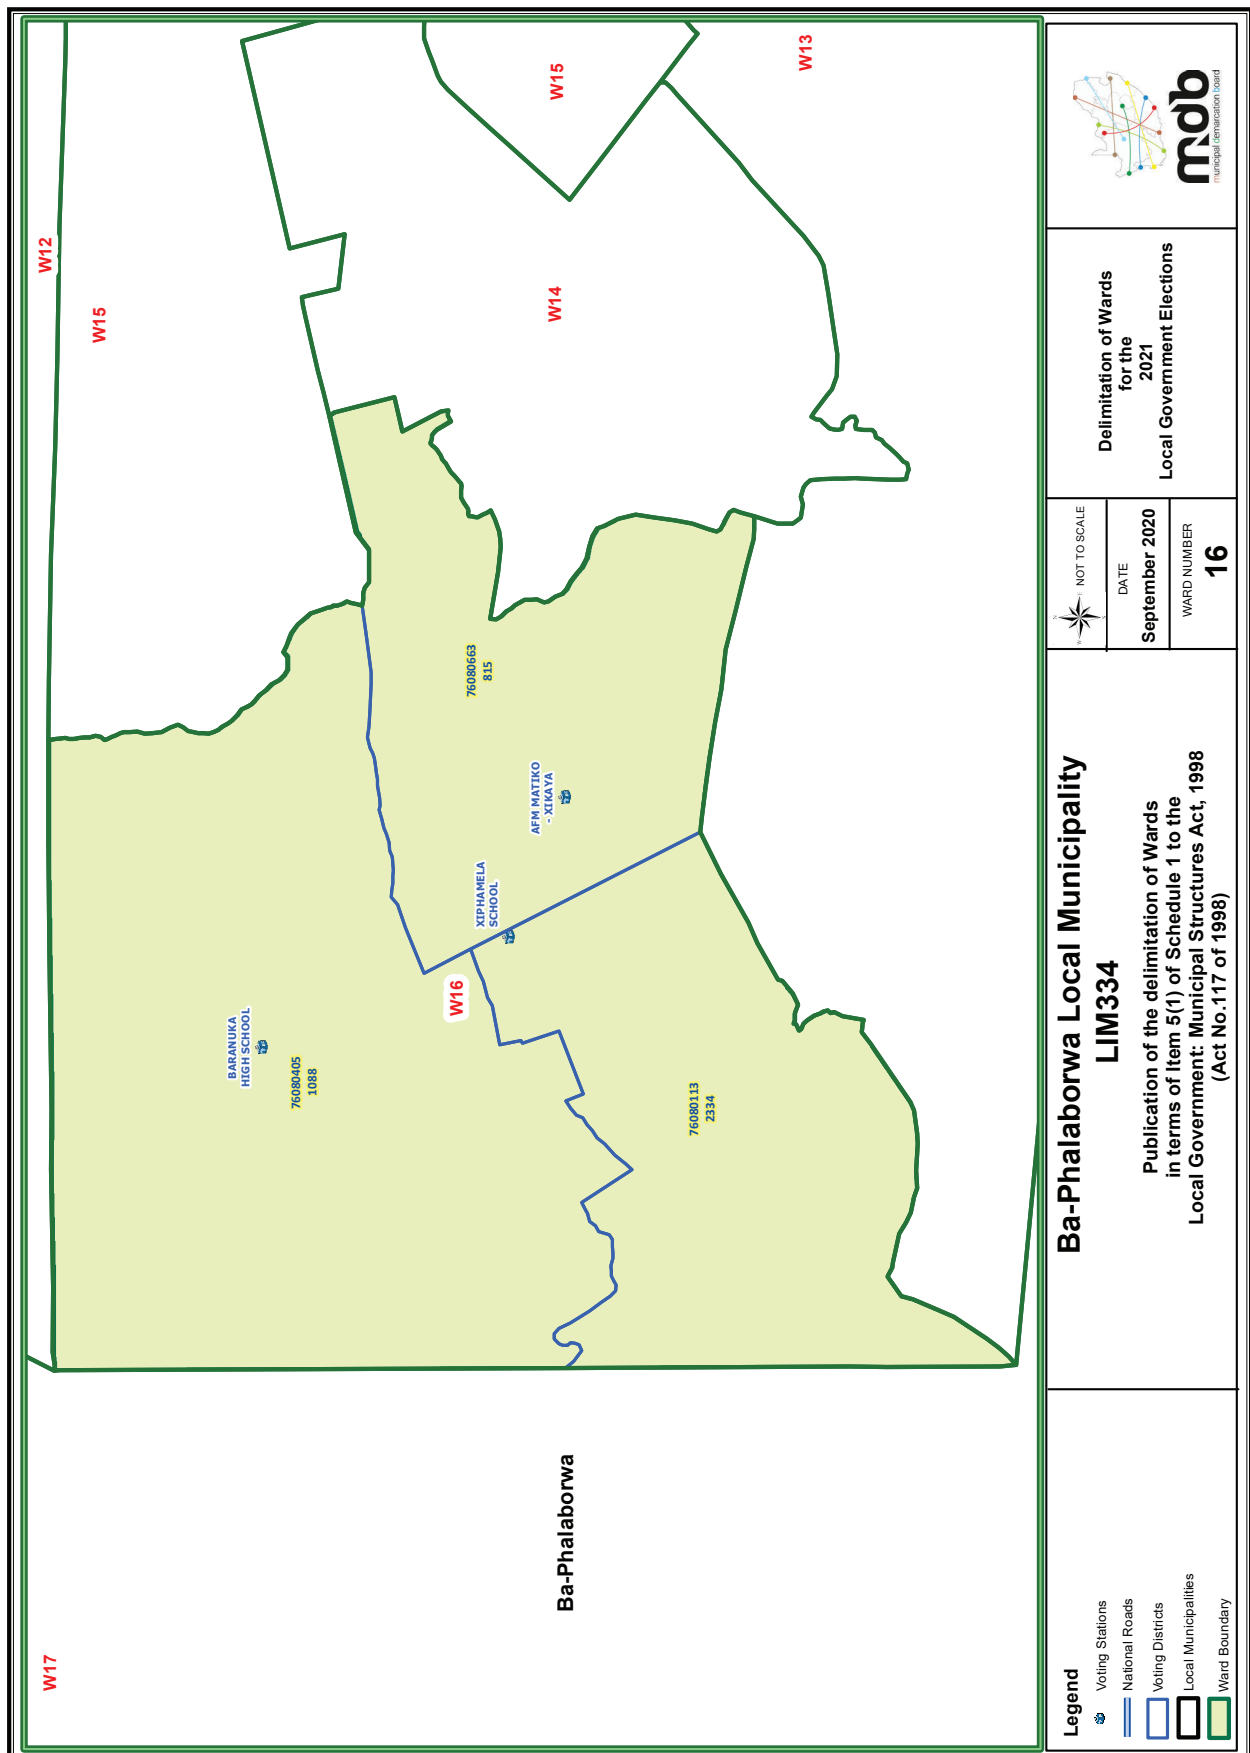 W17
W12
W15
W15
W13
W14
BARANUKA
HIGH SCHOOL
76080405
1088
W16
XIPHAMELA
SCHOOL
AFM MATIKO
- XIKAYA
76080663
815
76080113
2334
Ba-Phalaborwa
Legend
Voting Stations
National Roads
Voting Districts
Local Municipalities
Ward Boundary
Ba-Phalaborwa Local Municipality
LIM334
Publication of the delimitation of Wards
in terms of Item 5(1) of Schedule 1 to the
Local Government: Municipal Structures Act, 1998
(Act No.117 of 1998)
NOT TO SCALE
DATE
September 2020
WARD NUMBER
16
Delimitation of Wards
for the
2021
Local Government Elections
mdb
municipal demarcation board